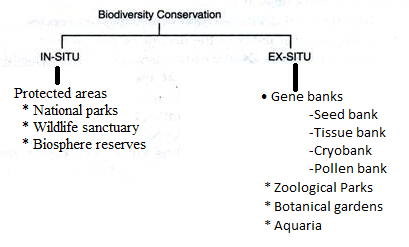 Biodiversity Conservation
IN-SITU
Protected areas
* National parks
* Wildlife sanctuary
* Biosphere reserves
EX-SITU
• Gene banks
-Seed bank
-Tissue bank
-Cryobank
-Pollen bank
* Zoological Parks
* Botanical gardens
* Aquaria